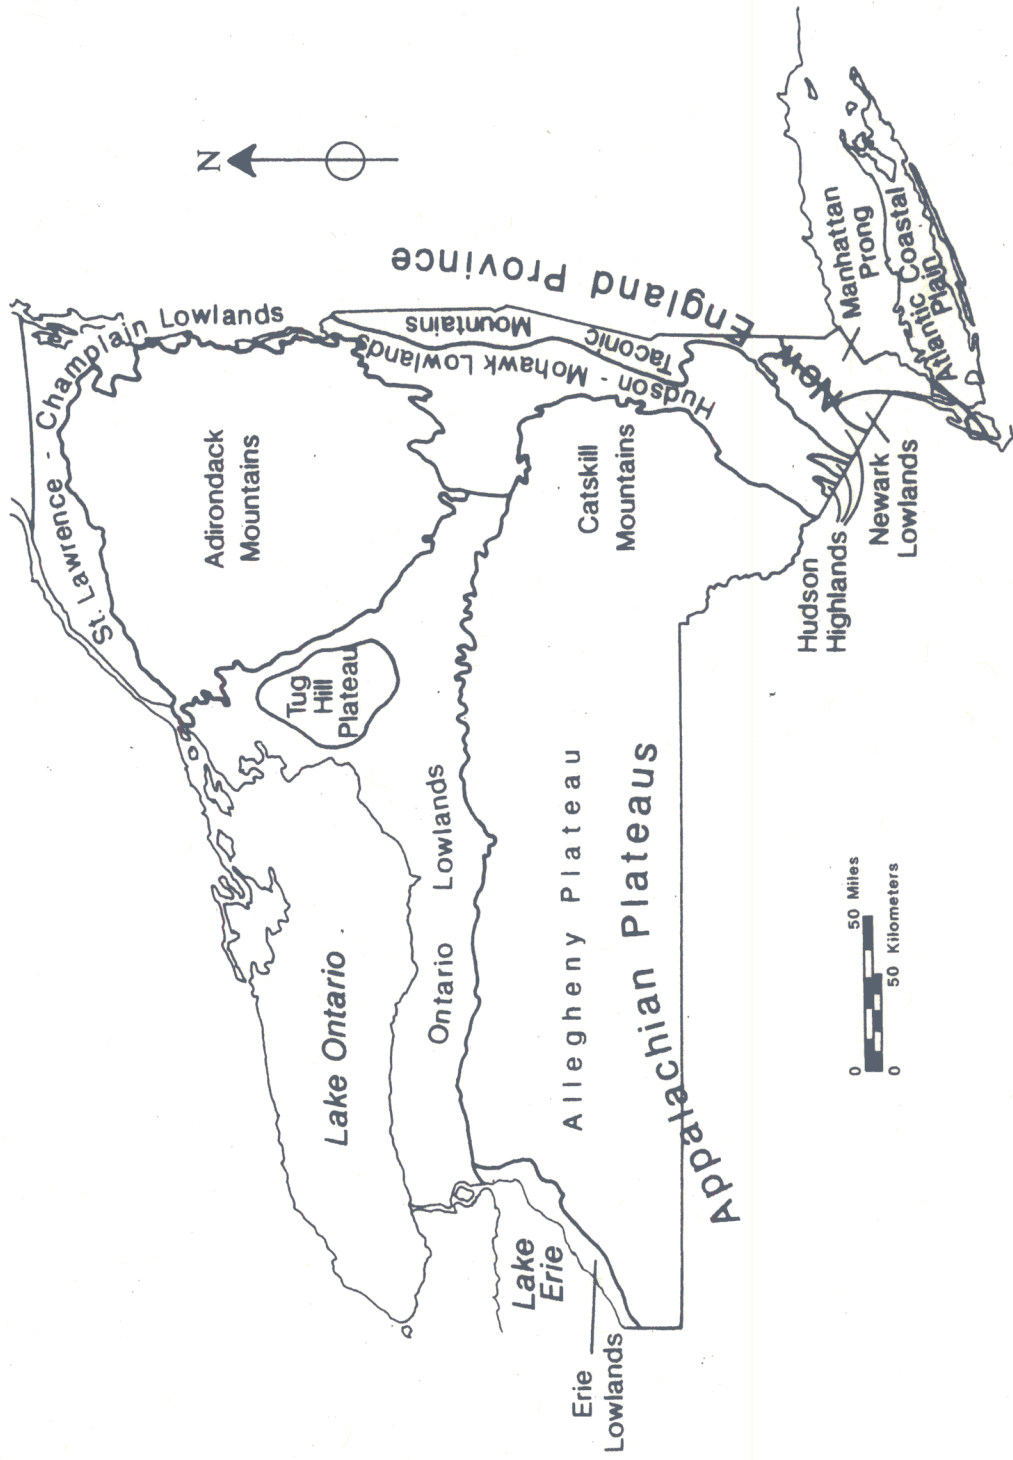 N
St. Lawrence - Champlain Lowlands
Adirondack
Mountains
Tug
Hill
Plateau
Lake Ontario
Ontario Lowlands
Hudson - Mohawk Lowlands
Taconic
Mountains
New England Province
Lake
Erie
Erie
Lowlands
Allegheny Plateau
Catskill
Mountains
Appalachian Plateaus
Hudson
Highlands
Newark
Lowlands
Manhattan
Prong
Atlantic Coastal
Plain
0 50 Miles
0 50 Kilometers